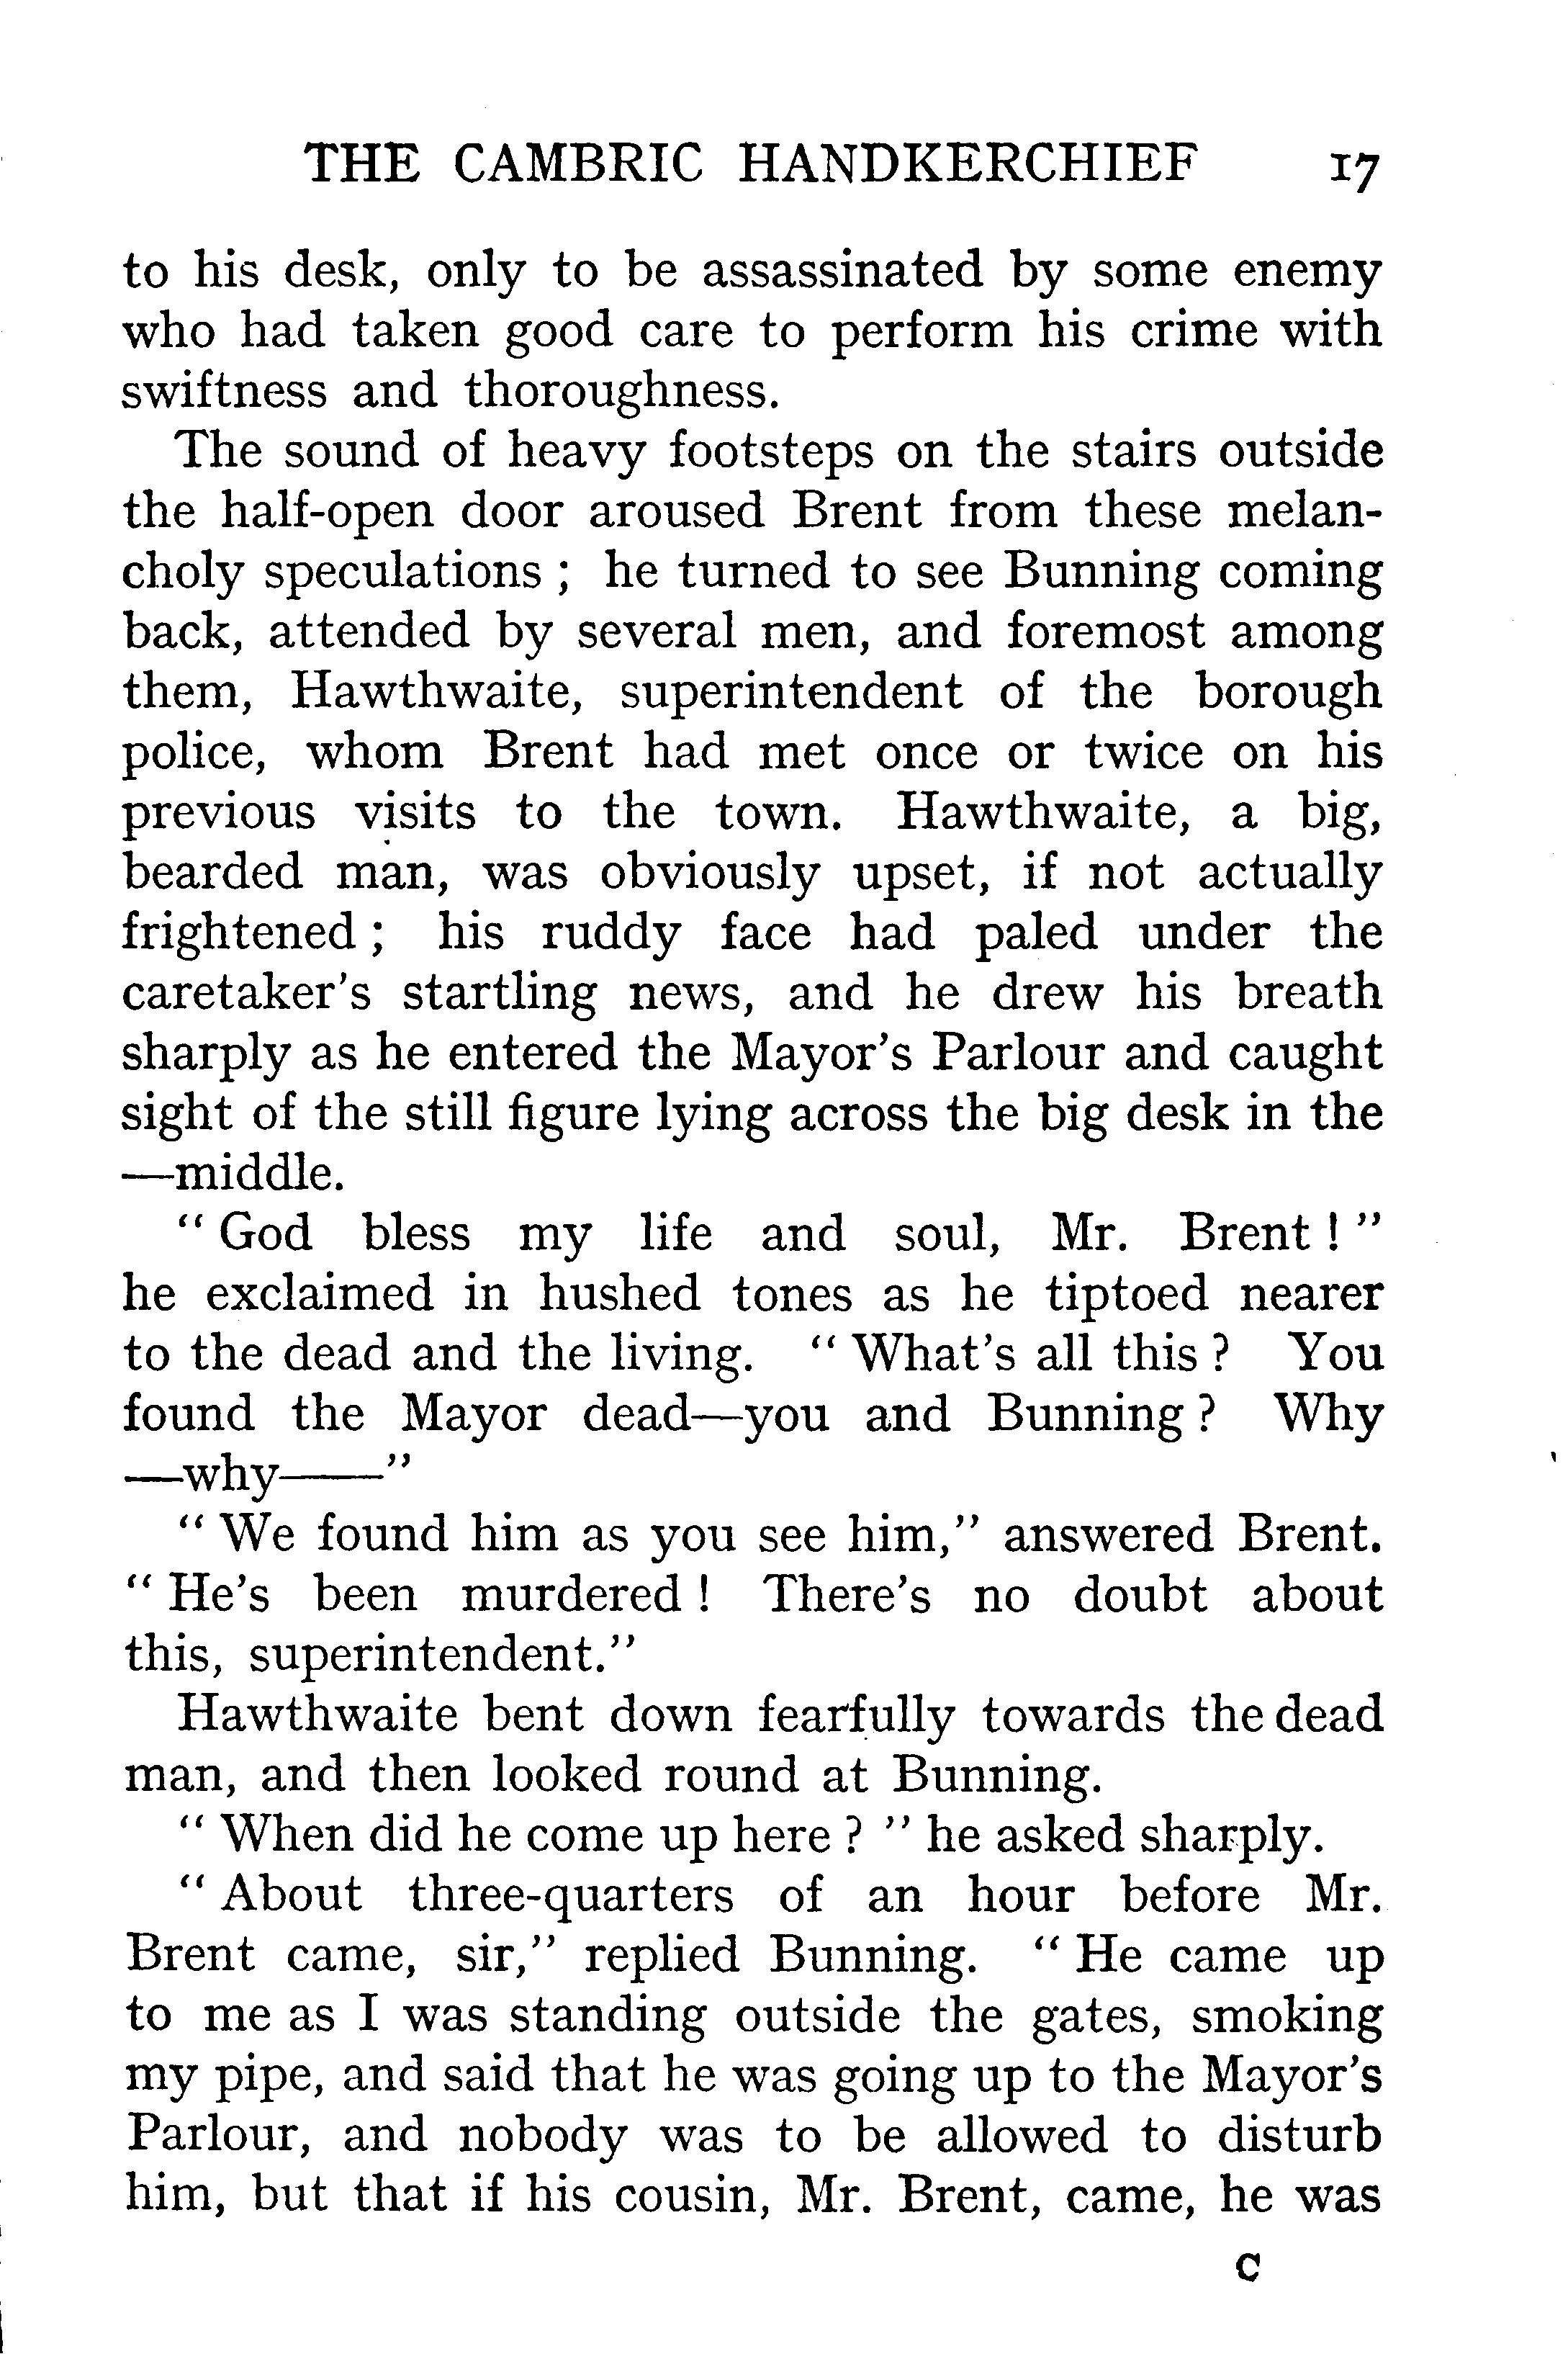 THE CAMBRIC HANDKERCHIEF 17
to his desk, only to be assassinated by some enemy
who had taken good care to perform his crime with
swiftness and thoroughness.
The sound of heavy footsteps on the stairs outside
the half-open door aroused Brent from these melan-
choly speculations ; he turned to see Bunning coming
back, attended by several men, and foremost among
them, Hawthwaite, superintendent of the borough
police, whom Brent had met once or twice on his
previous visits to the town. Hawthwaite, a big,
bearded man, was obviously upset, if not actually
frightened ; his ruddy face had paled under the
caretaker's startling news, and he drew his breath
sharply as he entered the Mayor's Parlour and caught
sight of the still figure lying across the big desk in the
—middle.
“ God bless my life and soul, Mr. Brent ! ”
he exclaimed in hushed tones as he tiptoed nearer
to the dead and the living. “ What's all this ? You
found the Mayor dead—you and Bunning ? Why
—why——”
“ We found him as you see him,” answered Brent.
“ He's been murdered ! There's no doubt about
this, superintendent.”
Hawthwaite bent down fearfully towards the dead
man, and then looked round at Bunning.
“ When did he come up here ? ” he asked sharply.
“ About three-quarters of an hour before Mr.
Brent came, sir,” replied Bunning. “ He came up
to me as I was standing outside the gates, smoking
my pipe, and said that he was going up to the Mayor's
Parlour, and nobody was to be allowed to disturb
him, but that if his cousin, Mr. Brent, came, he was
C